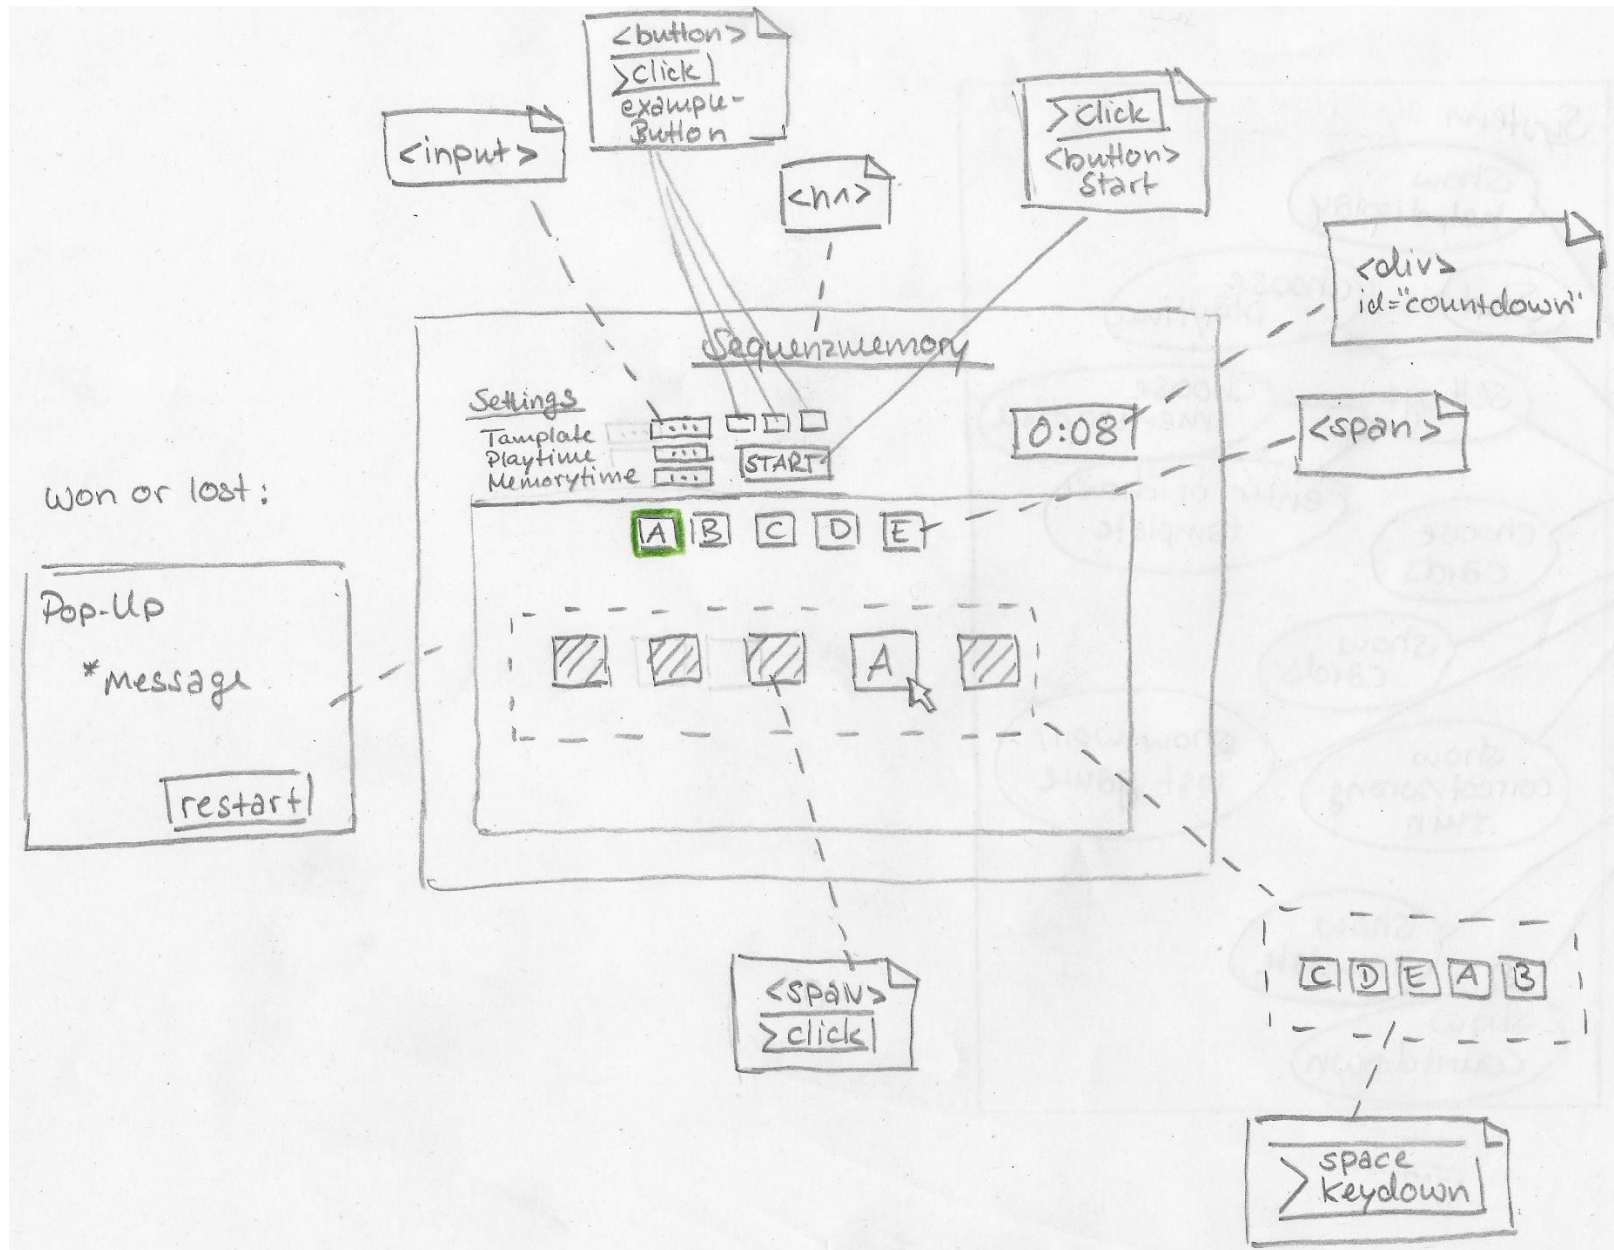 <button>
>click
example-
Button
<input>
<h1>
>click
<button>
Start
<div>
id="countdown"
<span>
Sequenzmemory
Settings
Tamplate ...
Playtime ...
Memorytime ...
START
0:08
A B C D E
A
won or lost:
Pop-Up
*Message
restart
<span>
>click
C D E A B
space
keydown